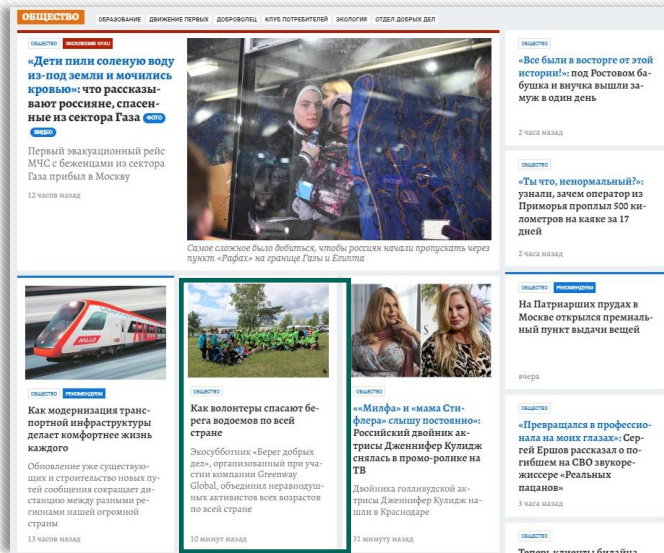 ОБЩЕСТВО
ОБРАЗОВАНИЕ
ДВИЖЕНИЕ ПЕРВЫХ
ДОБРОВОЛЕЦ
КЛУБ ПОТРЕБИТЕЛЕЙ
ЭКОЛОГИЯ
ОТДЕЛ ДОБРЫХ ДЕЛ
ОБЩЕСТВО
ЭКСКЛЮЗИВ KP.RU
«Дети пили соленую воду
из-под земли и мочились
кровью»: что рассказы-
вают россияне, спасен-
ные из сектора Газа ФОТО
ВИДЕО
Первый эвакуационный рейс
МЧС с беженцами из сектора
Газа прибыл в Москву
12 часов назад
Самое сложное было добиться, чтобы россиян начали пропускать через
пункт «Рафах» на границе Газы и Египта
ОБЩЕСТВО
«Все были в восторге от этой
истории!»: под Ростовом ба-
бушка и внучка вышли за-
муж в один день
2 часа назад
ОБЩЕСТВО
«Ты что, ненормальный?»:
узнали, зачем оператор из
Приморья проплыл 500 ки-
лометров на каяке за 17
дней
2 часа назад
ОБЩЕСТВО
РЕКОМЕНДУЕМ
На Патриарших прудах в
Москве открылся премиаль-
ный пункт выдачи вещей
вчера
ОБЩЕСТВО
«Превращался в профессио-
нала на моих глазах»: Сер-
гей Ершов рассказал о по-
гибшем на СВО звукоре-
жиссере «Реальных
пацанов»
3 часа назад
ОБЩЕСТВО
Теперь клиенты билайна
ОБЩЕСТВО
РЕКОМЕНДУЕМ
Как модернизация транс-
портной инфраструктуры
делает комфортнее жизнь
каждого
Обновление уже существую-
щих и строительство новых пу-
тей сообщения сокращает ди-
станцию между разными ре-
гионами нашей огромной
страны
13 часов назад
ОБЩЕСТВО
Как волонтеры спасают бе-
рега водоемов по всей
стране
Экосубботник «Берег добрых
дел», организованный при уча-
стии компании Greenway
Global, объединил неравнодуш-
ных активистов всех возрастов
по всей стране
10 минут назад
ОБЩЕСТВО
««Милфа» и «мама Сти-
флера» слышу постоянно»:
Российский двойник ак-
трисы Дженнифер Кулидж
снялась в промо-ролике на
ТВ
Двойника голливудской ак-
трисы Дженнифер Кулидж на-
шли в Краснодаре
31 минуту назад